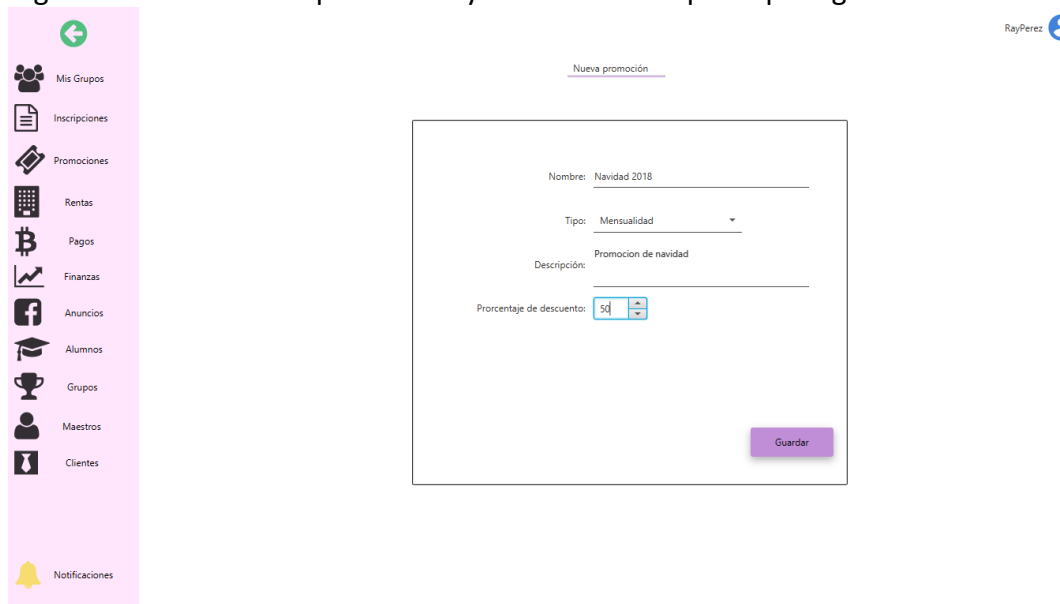 RayPerez
Mis Grupos
Inscripciones
Promociones
Rentas
Pagos
Finanzas
Anuncios
Alumnos
Grupos
Maestros
Clientes
Notificaciones
Nueva promoción
Nombre: Navidad 2018
Tipo: Mensualidad
Descripción: Promocion de navidad
Prorcentaje de descuento: 50
Guardar